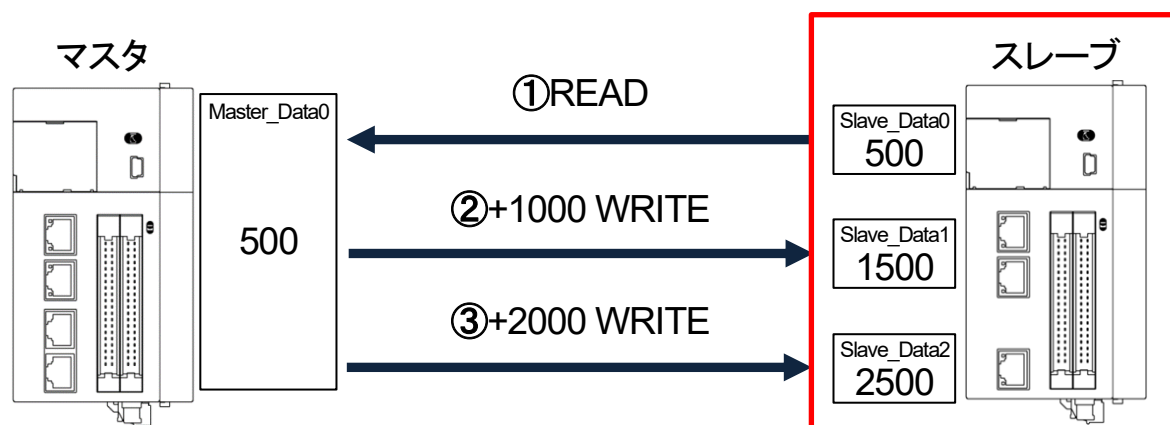 マスタ
Master_Data0
500
①READ
②+1000 WRITE
③+2000 WRITE
スレーブ
Slave_Data0
500
Slave_Data1
1500
Slave_Data2
2500